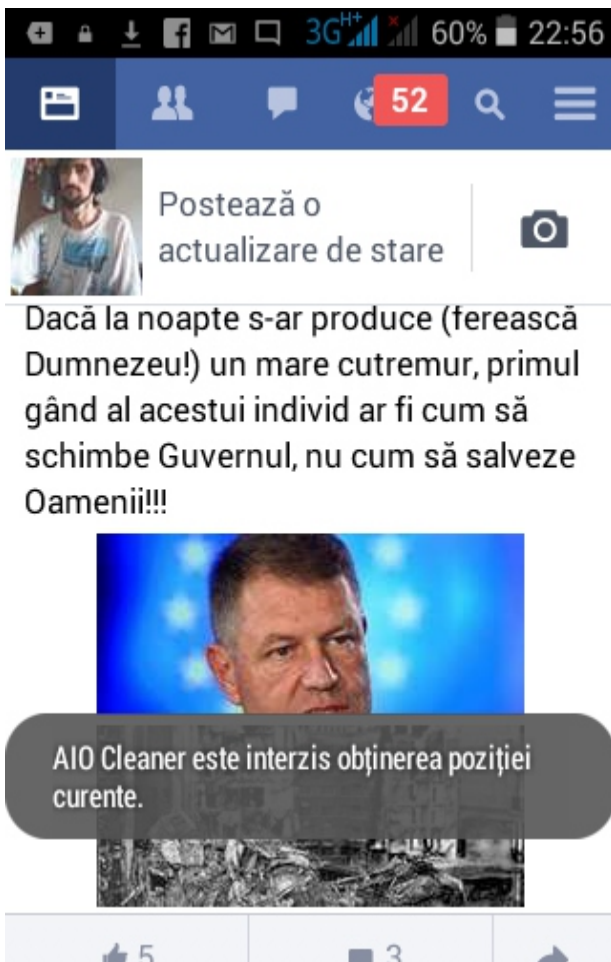 3G H+ 60% 22:56
52
Postează o
actualizare de stare
Dacă la noapte s-ar produce (ferească
Dumnezeu!) un mare cutremur, primul
gând al acestui individ ar fi cum să
schimbe Guvernul, nu cum să salveze
Oamenii!!!
AIO Cleaner este interzis obținerea poziției
curente.
5 3